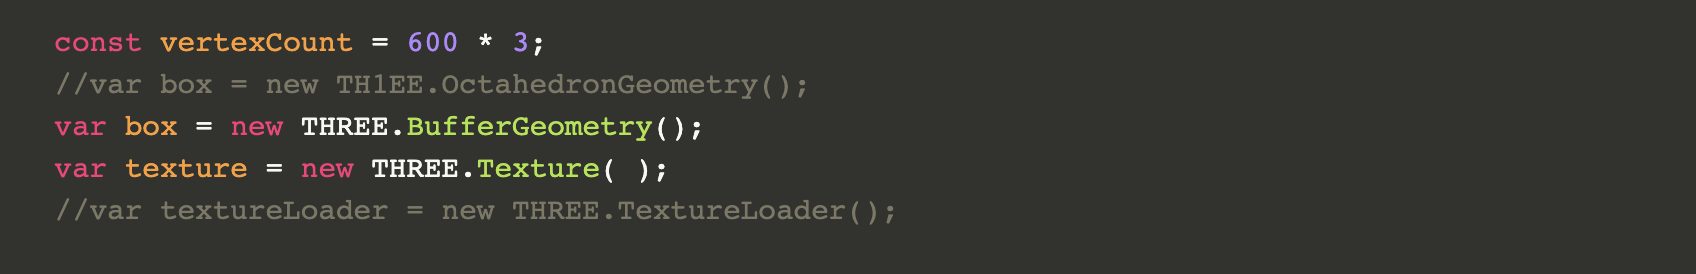 const vertexCount = 600 * 3;
//var box = new TH1EE.OctahedronGeometry();
var box = new THREE.BufferGeometry();
var texture = new THREE.Texture( );
//var textureLoader = new THREE.TextureLoader();